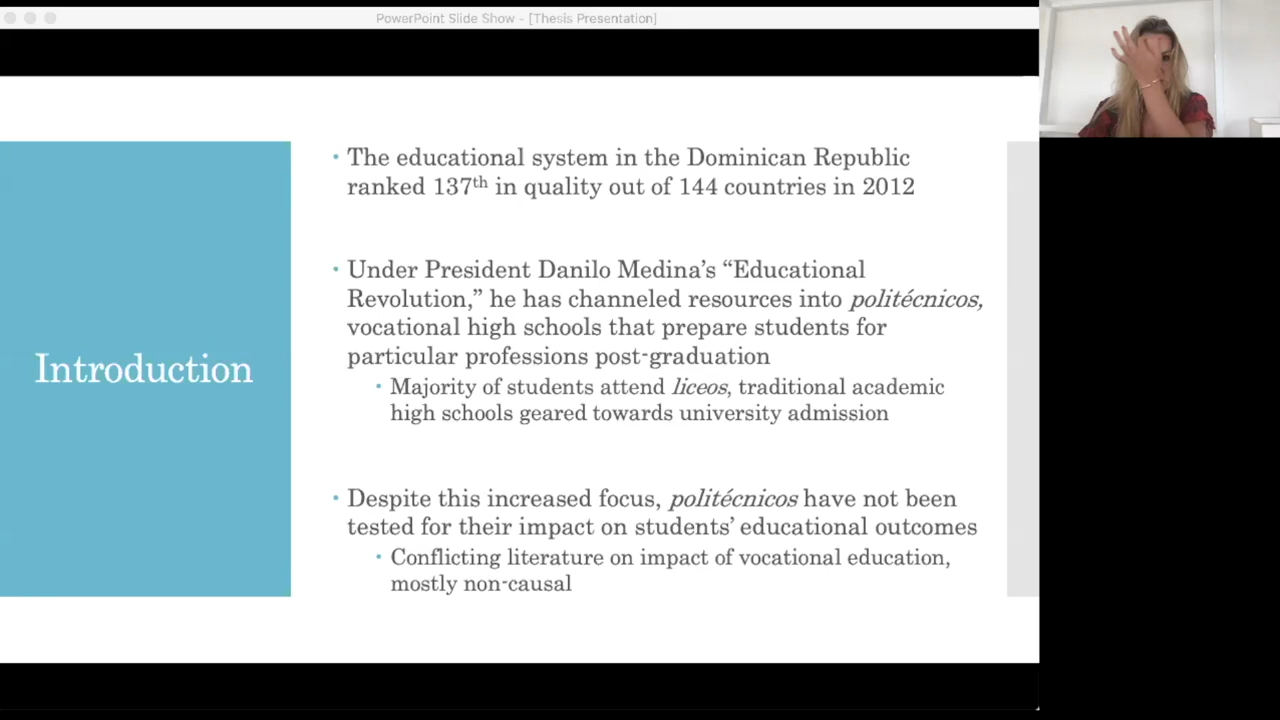 PowerPoint Slide Show - [Thesis Presentation]
Introduction
• The educational system in the Dominican Republic
ranked 137th in quality out of 144 countries in 2012
• Under President Danilo Medina’s “Educational
Revolution,” he has channeled resources into politécnicos,
vocational high schools that prepare students for
particular professions post-graduation
• Majority of students attend liceos, traditional academic
high schools geared towards university admission
• Despite this increased focus, politécnicos have not been
tested for their impact on students’ educational outcomes
• Conflicting literature on impact of vocational education,
mostly non-causal